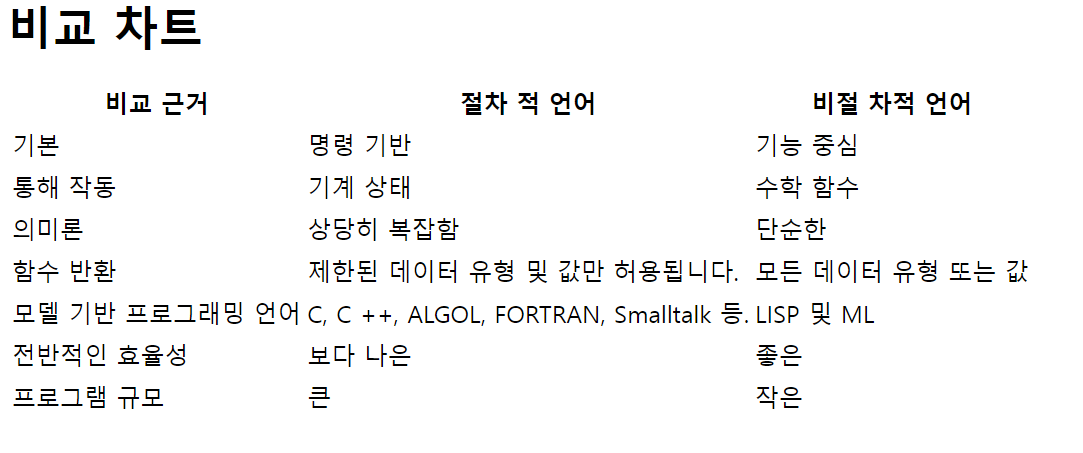 비교 차트
비교 근거 절차 적 언어 비절 차적 언어
기본 명령 기반 기능 중심
통해 작동 기계 상태 수학 함수
의미론 상당히 복잡함 단순한
함수 반환 제한된 데이터 유형 및 값만 허용됩니다. 모든 데이터 유형 또는 값
모델 기반 프로그래밍 언어 C, C ++, ALGOL, FORTRAN, Smalltalk 등. LISP 및 ML
전반적인 효율성 보다 나은 좋은
프로그램 규모 큰 작은